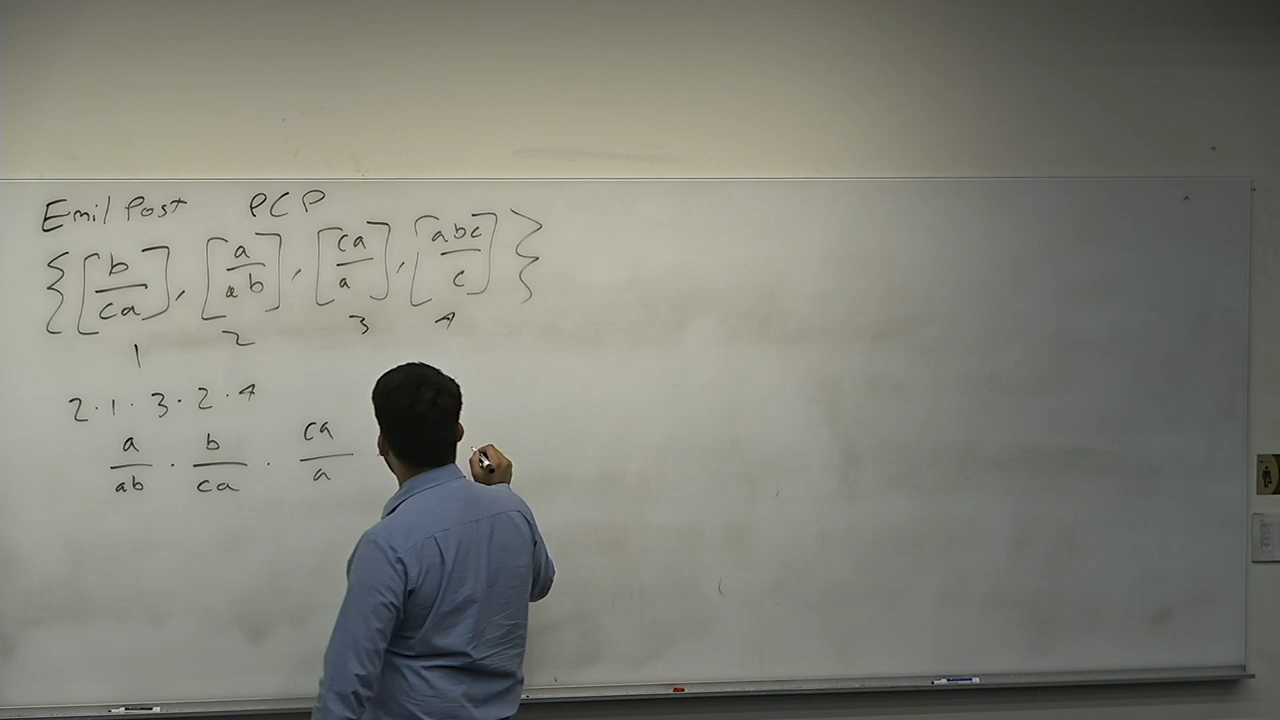 Emil Post PCP
{[b/ca], [a/ab], [ca/a], [abc/c]}
1 2 3 4
2·1·3·2·4
a/ab · b/ca · ca/a